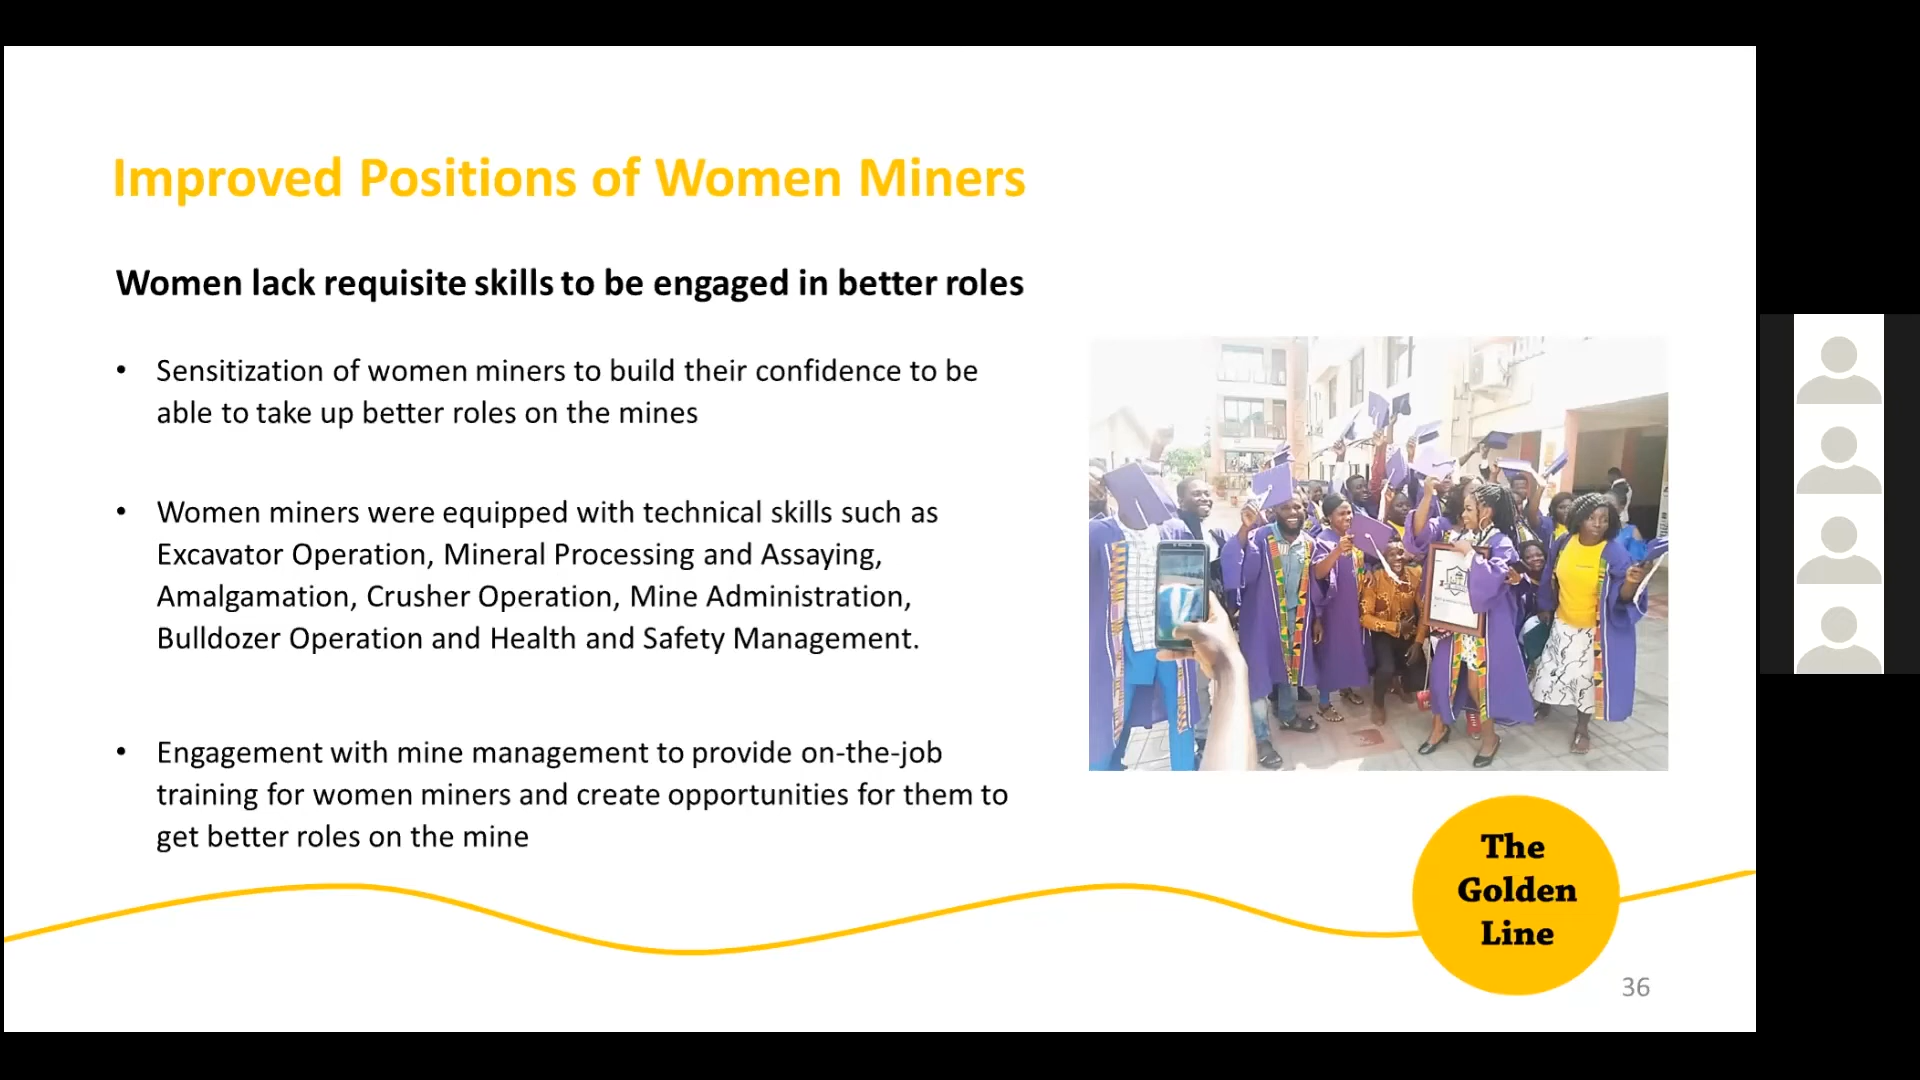 Improved Positions of Women Miners
Women lack requisite skills to be engaged in better roles
• Sensitization of women miners to build their confidence to be
able to take up better roles on the mines
• Women miners were equipped with technical skills such as
Excavator Operation, Mineral Processing and Assaying,
Amalgamation, Crusher Operation, Mine Administration,
Bulldozer Operation and Health and Safety Management.
• Engagement with mine management to provide on-the-job
training for women miners and create opportunities for them to
get better roles on the mine
The
Golden
Line
36